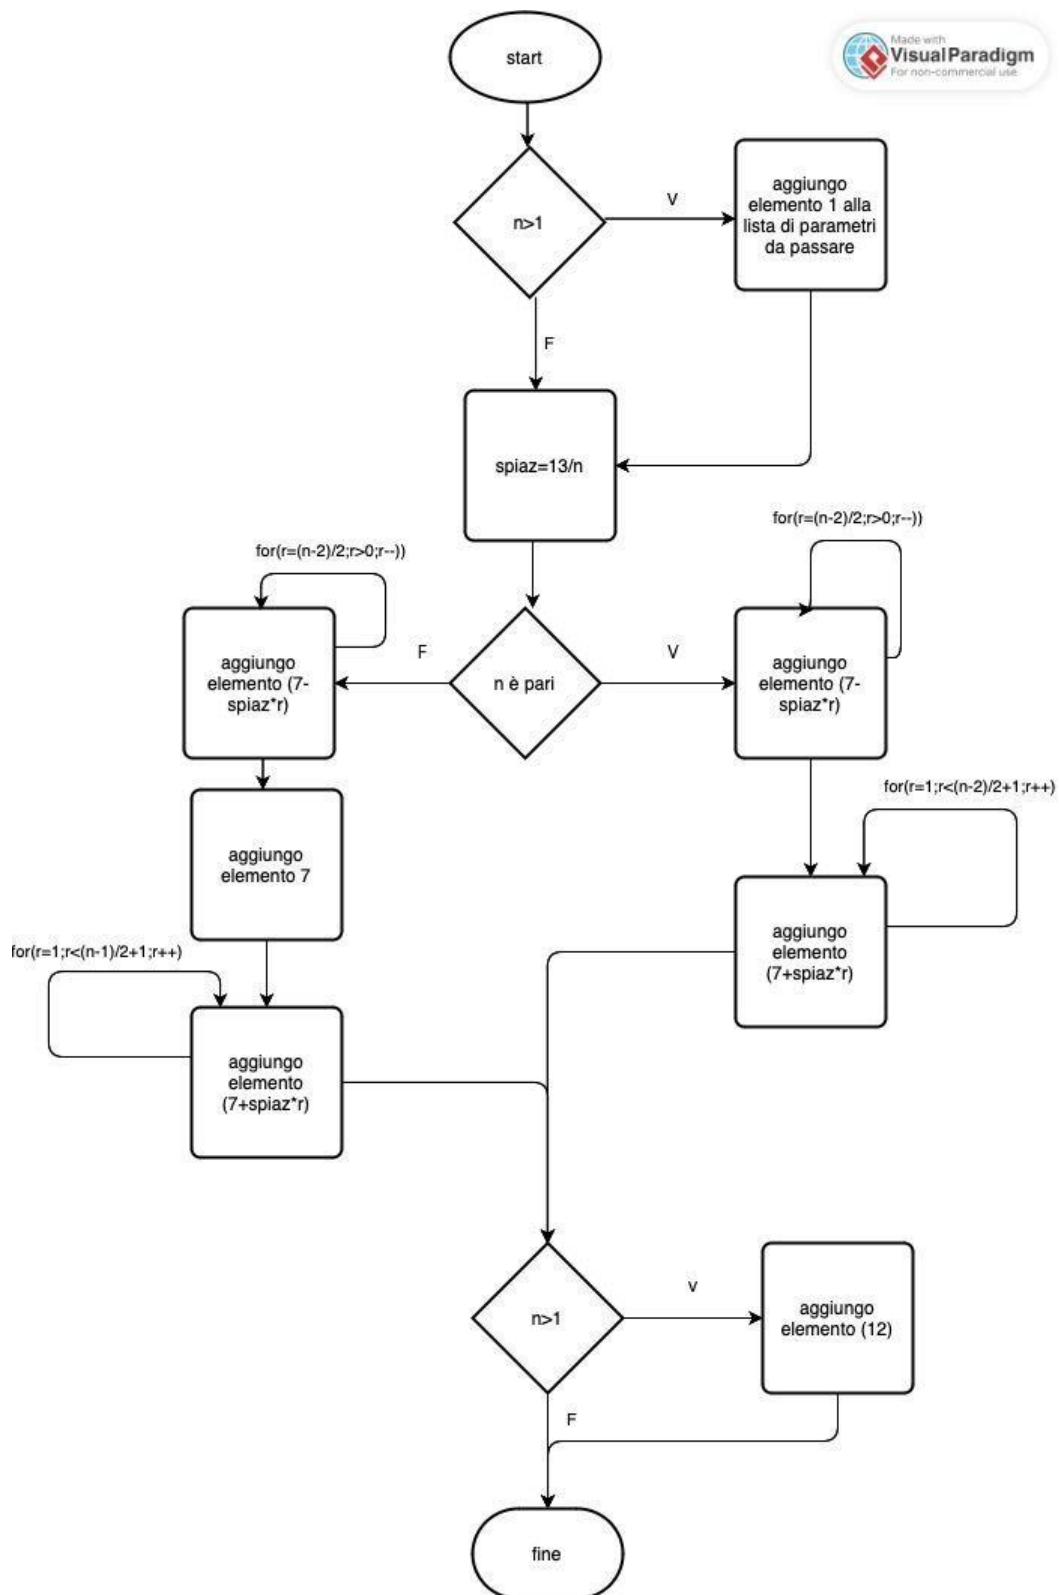 start
Made with
Visual Paradigm
For non-commercial use
n>1
V
aggiungo
elemento 1 alla
lista di parametri
da passare
F
spiaz=13/n
for(r=(n-2)/2;r>0;r--))
for(r=(n-2)/2;r>0;r--))
aggiungo
elemento (7-
spiaz*r)
F
n è pari
V
aggiungo
elemento (7-
spiaz*r)
for(r=1;r<(n-2)/2+1;r++)
aggiungo
elemento 7
for(r=1;r<(n-1)/2+1;r++)
aggiungo
elemento
(7+spiaz*r)
aggiungo
elemento
(7+spiaz*r)
n>1
v
aggiungo
elemento (12)
F
fine